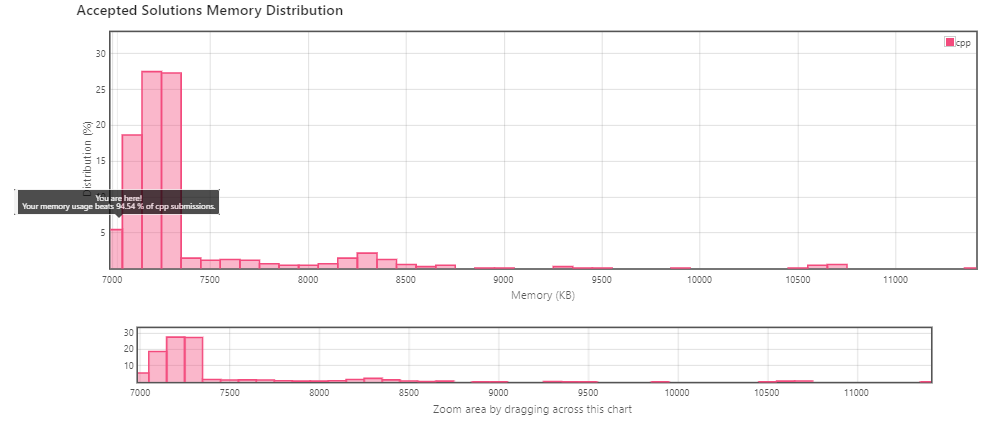 Accepted Solutions Memory Distribution
cpp
30
25
20
15
10
5
Distribution (%)
You are here!
Your memory usage beats 94.54 % of cpp submissions.
7000 7500 8000 8500 9000 9500 10000 10500 11000
Memory (KB)
30
20
10
7000 7500 8000 8500 9000 9500 10000 10500 11000
Zoom area by dragging across this chart